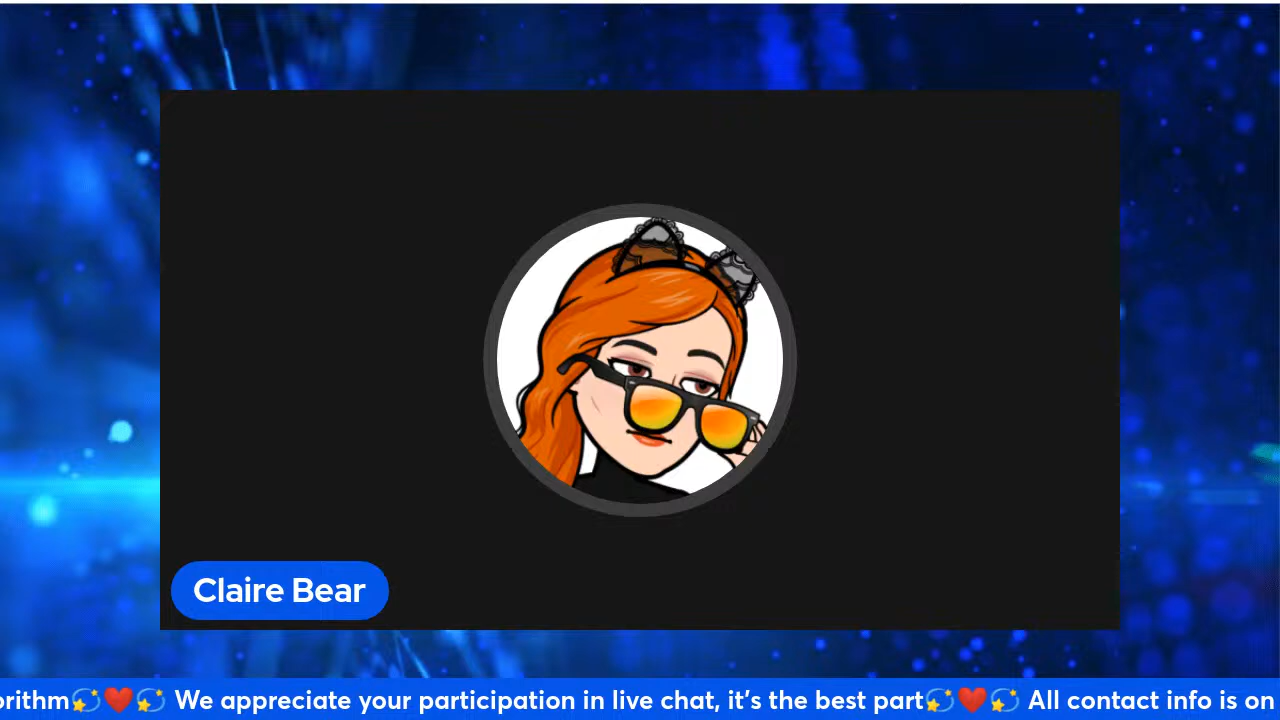 Claire Bear
orithm💫❤️💫 We appreciate your participation in live chat, it's the best part💫❤️💫 All contact info is on